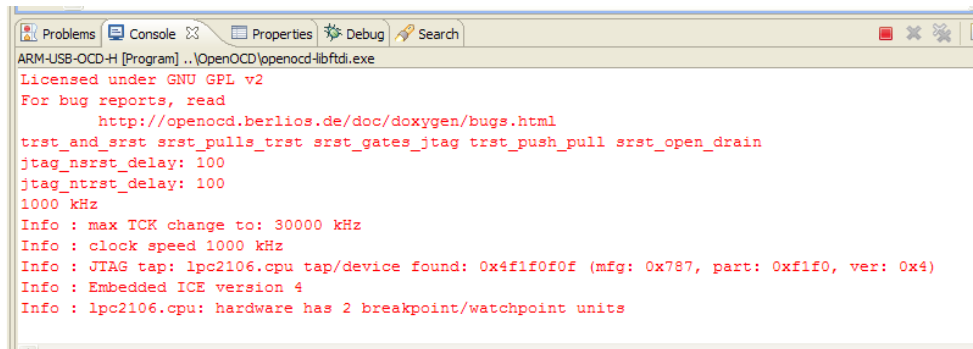 Problems Console Properties Debug Search
ARM-USB-OCD-H [Program] ..\OpenOCD\openocd-libftdi.exe
Licensed under GNU GPL v2
For bug reports, read
http://openocd.berlios.de/doc/doxygen/bugs.html
trst_and_srst srst_pulls_trst srst_gates_jtag trst_push_pull srst_open_drain
jtag_nsrst_delay: 100
jtag_ntrst_delay: 100
1000 kHz
Info : max TCK change to: 30000 kHz
Info : clock speed 1000 kHz
Info : JTAG tap: lpc2106.cpu tap/device found: 0x4f1f0f0f (mfg: 0x787, part: 0xf1f0, ver: 0x4)
Info : Embedded ICE version 4
Info : lpc2106.cpu: hardware has 2 breakpoint/watchpoint units